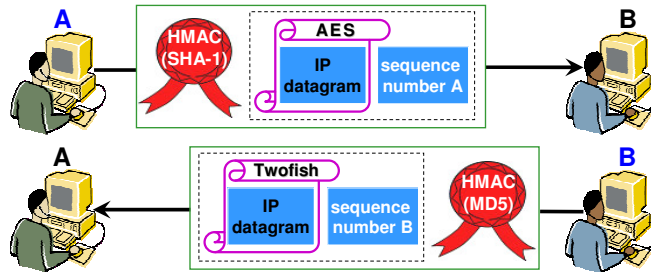 A
B
HMAC
(SHA-1)
AES
IP
datagram
sequence
number A
A
B
Twofish
IP
datagram
sequence
number B
HMAC
(MD5)